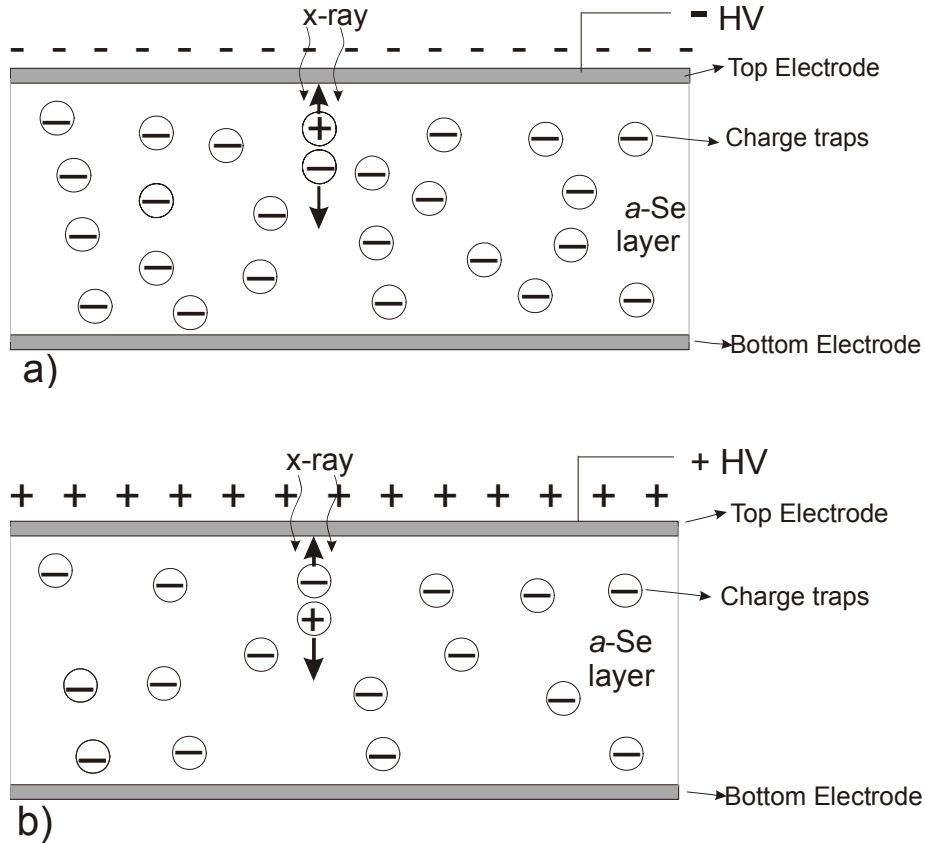 x-ray
- HV
- - - - - - - - - - - - - -
Top Electrode
+
Charge traps
−
a-Se
layer
Bottom Electrode
a)
x-ray
+ HV
+ + + + + + + + + + + + +
Top Electrode
−
Charge traps
+
a-Se
layer
Bottom Electrode
b)